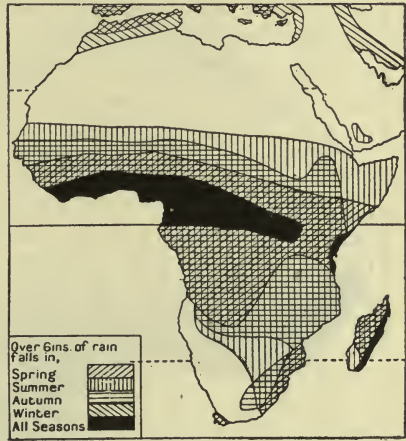 Over 6ins. of rain
falls in,
Spring
Summer
Autumn
Winter
All Seasons